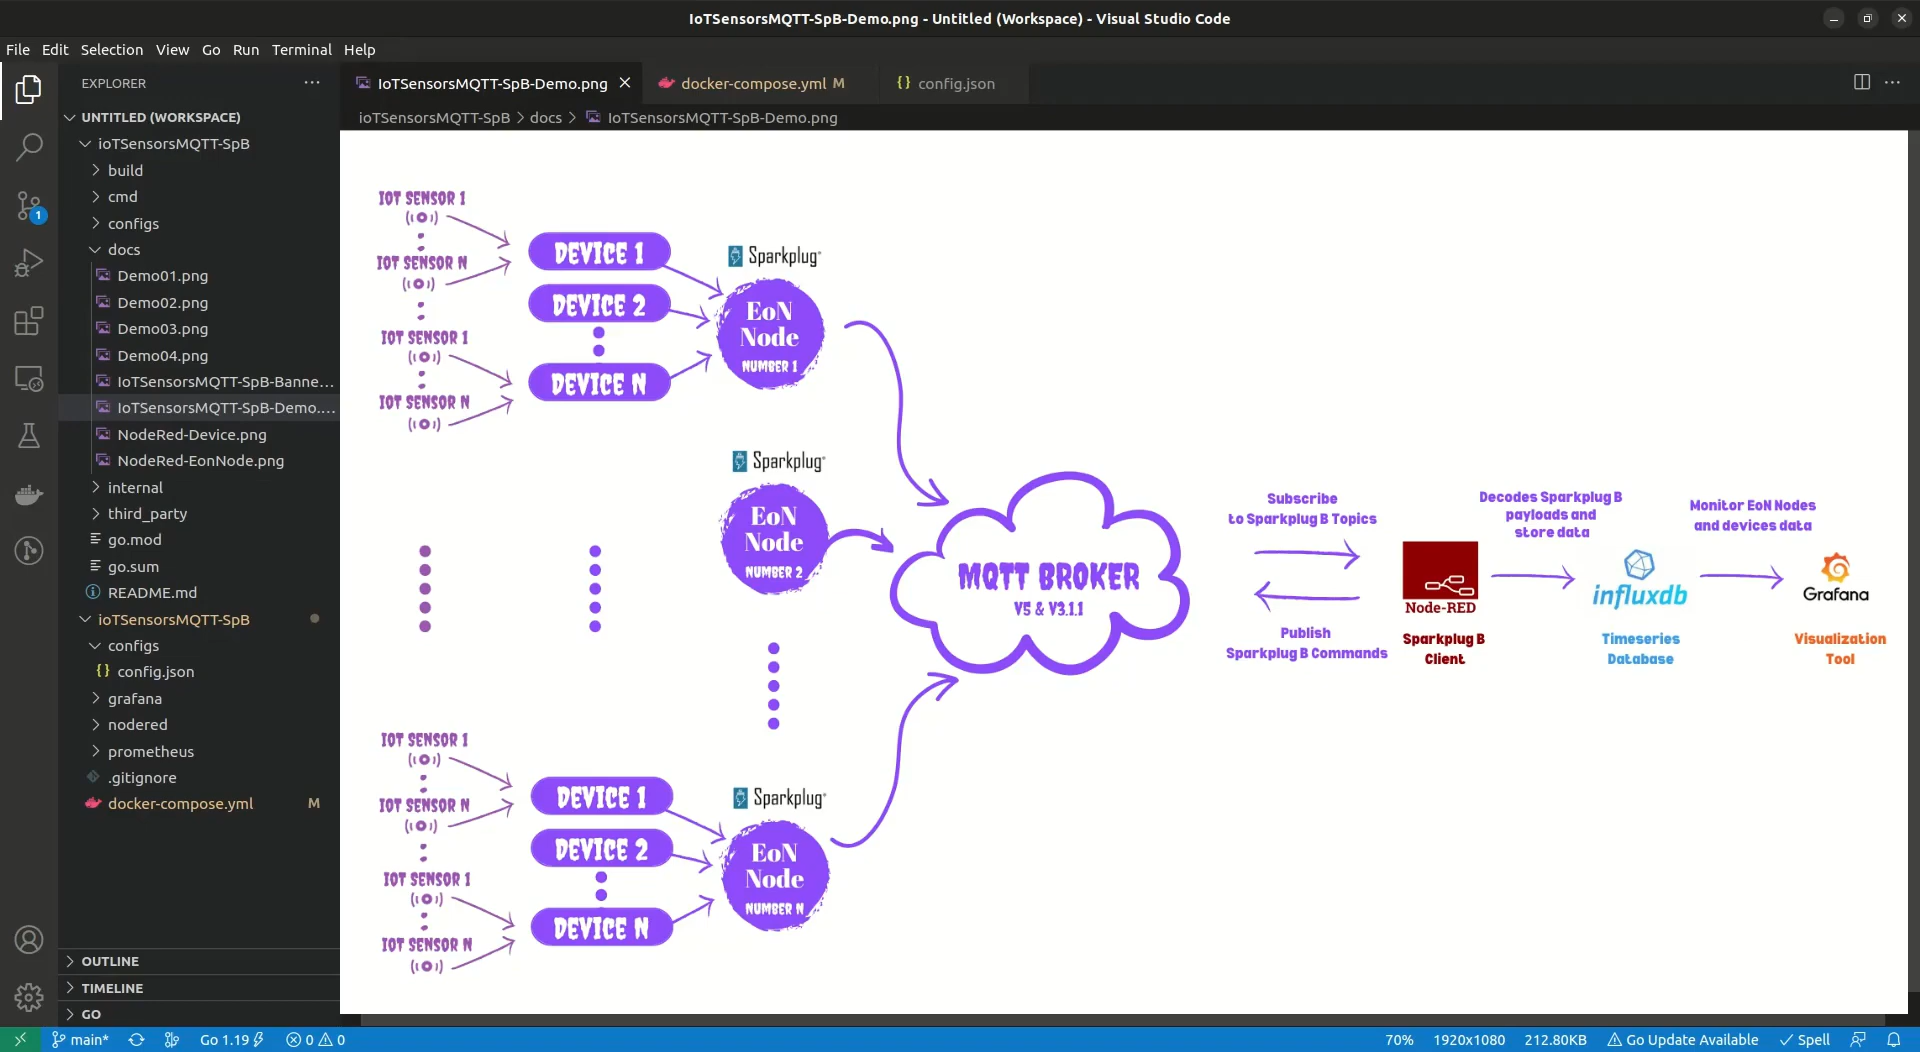 IoTSensorsMQTT-SpB-Demo.png - Untitled (Workspace) - Visual Studio Code
File Edit Selection View Go Run Terminal Help
EXPLORER
UNTITLED (WORKSPACE)
ioTSensorsMQTT-SpB
build
cmd
configs
docs
Demo01.png
Demo02.png
Demo03.png
Demo04.png
IoTSensorsMQTT-SpB-Banne...
IoTSensorsMQTT-SpB-Demo....
NodeRed-Device.png
NodeRed-EonNode.png
internal
third_party
go.mod
go.sum
README.md
ioTSensorsMQTT-SpB
configs
config.json
grafana
nodered
prometheus
.gitignore
docker-compose.yml M
OUTLINE
TIMELINE
GO
IoTSensorsMQTT-SpB-Demo.png
docker-compose.yml M
config.json
ioTSensorsMQTT-SpB > docs > IoTSensorsMQTT-SpB-Demo.png
IOT SENSOR 1
IOT SENSOR N
IOT SENSOR 1
IOT SENSOR N
DEVICE 1
DEVICE 2
DEVICE N
Sparkplug
EoN
Node
NUMBER 1
Sparkplug
EoN
Node
NUMBER 2
IOT SENSOR 1
IOT SENSOR N
IOT SENSOR 1
IOT SENSOR N
DEVICE 1
DEVICE 2
DEVICE N
Sparkplug
EoN
Node
NUMBER N
MQTT BROKER
V5 & V3.1.1
Subscribe
to Sparkplug B Topics
Publish
Sparkplug B Commands
Node-RED
Sparkplug B
Client
Decodes Sparkplug B
payloads and
store data
influxdb
Timeseries
Database
Monitor EoN Nodes
and devices data
Grafana
Visualization
Tool
1
main*
Go 1.19
0 0
70%
1920x1080
212.80KB
Go Update Available
Spell